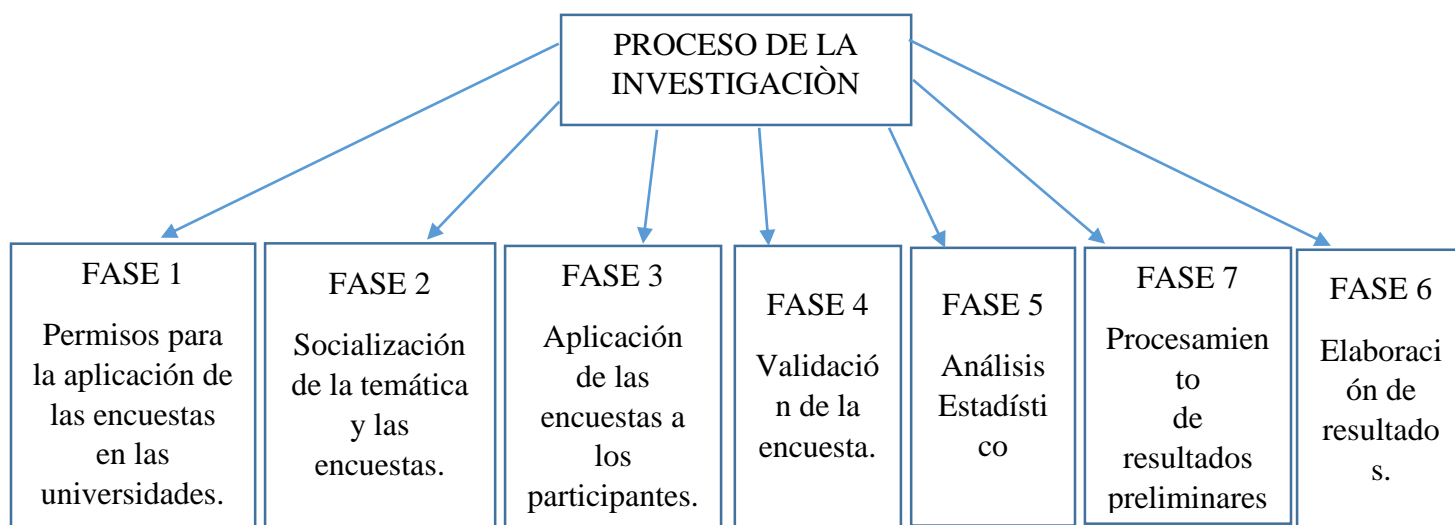 PROCESO DE LA
INVESTIGACIÒN
FASE 1
Permisos para
la aplicación de
las encuestas
en las
universidades.
FASE 2
Socialización
de la temática
y las
encuestas.
FASE 3
Aplicación
de las
encuestas a
los
participantes.
FASE 4
Validació
n de la
encuesta.
FASE 5
Análisis
Estadísti
co
FASE 7
Procesamien
to
de
resultados
preliminares
FASE 6
Elaboraci
ón de
resultado
s.